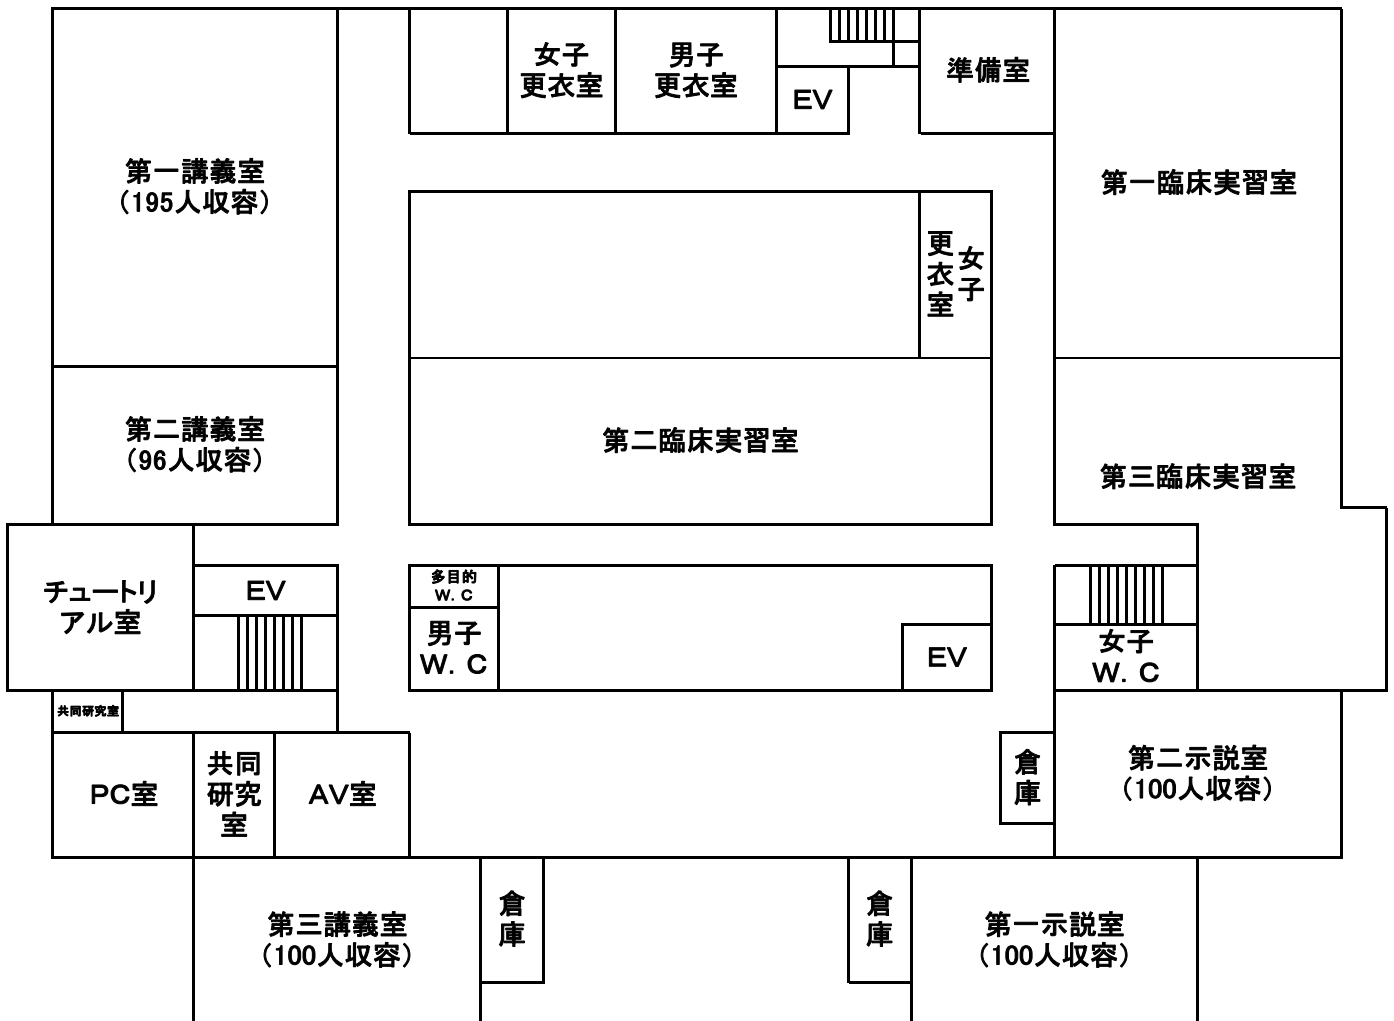 女子
更衣室
男子
更衣室
EV
準備室
第一講義室
（195人収容）
第一臨床実習室
女子
更衣室
第二講義室
（96人収容）
第二臨床実習室
第三臨床実習室
チュートリ
アル室
EV
多目的
W.C
男子
W.C
EV
女子
W.C
共同研究室
PC室
共同
研究
室
AV室
倉
庫
第二示説室
（100人収容）
第三講義室
（100人収容）
倉
庫
倉
庫
第一示説室
（100人収容）